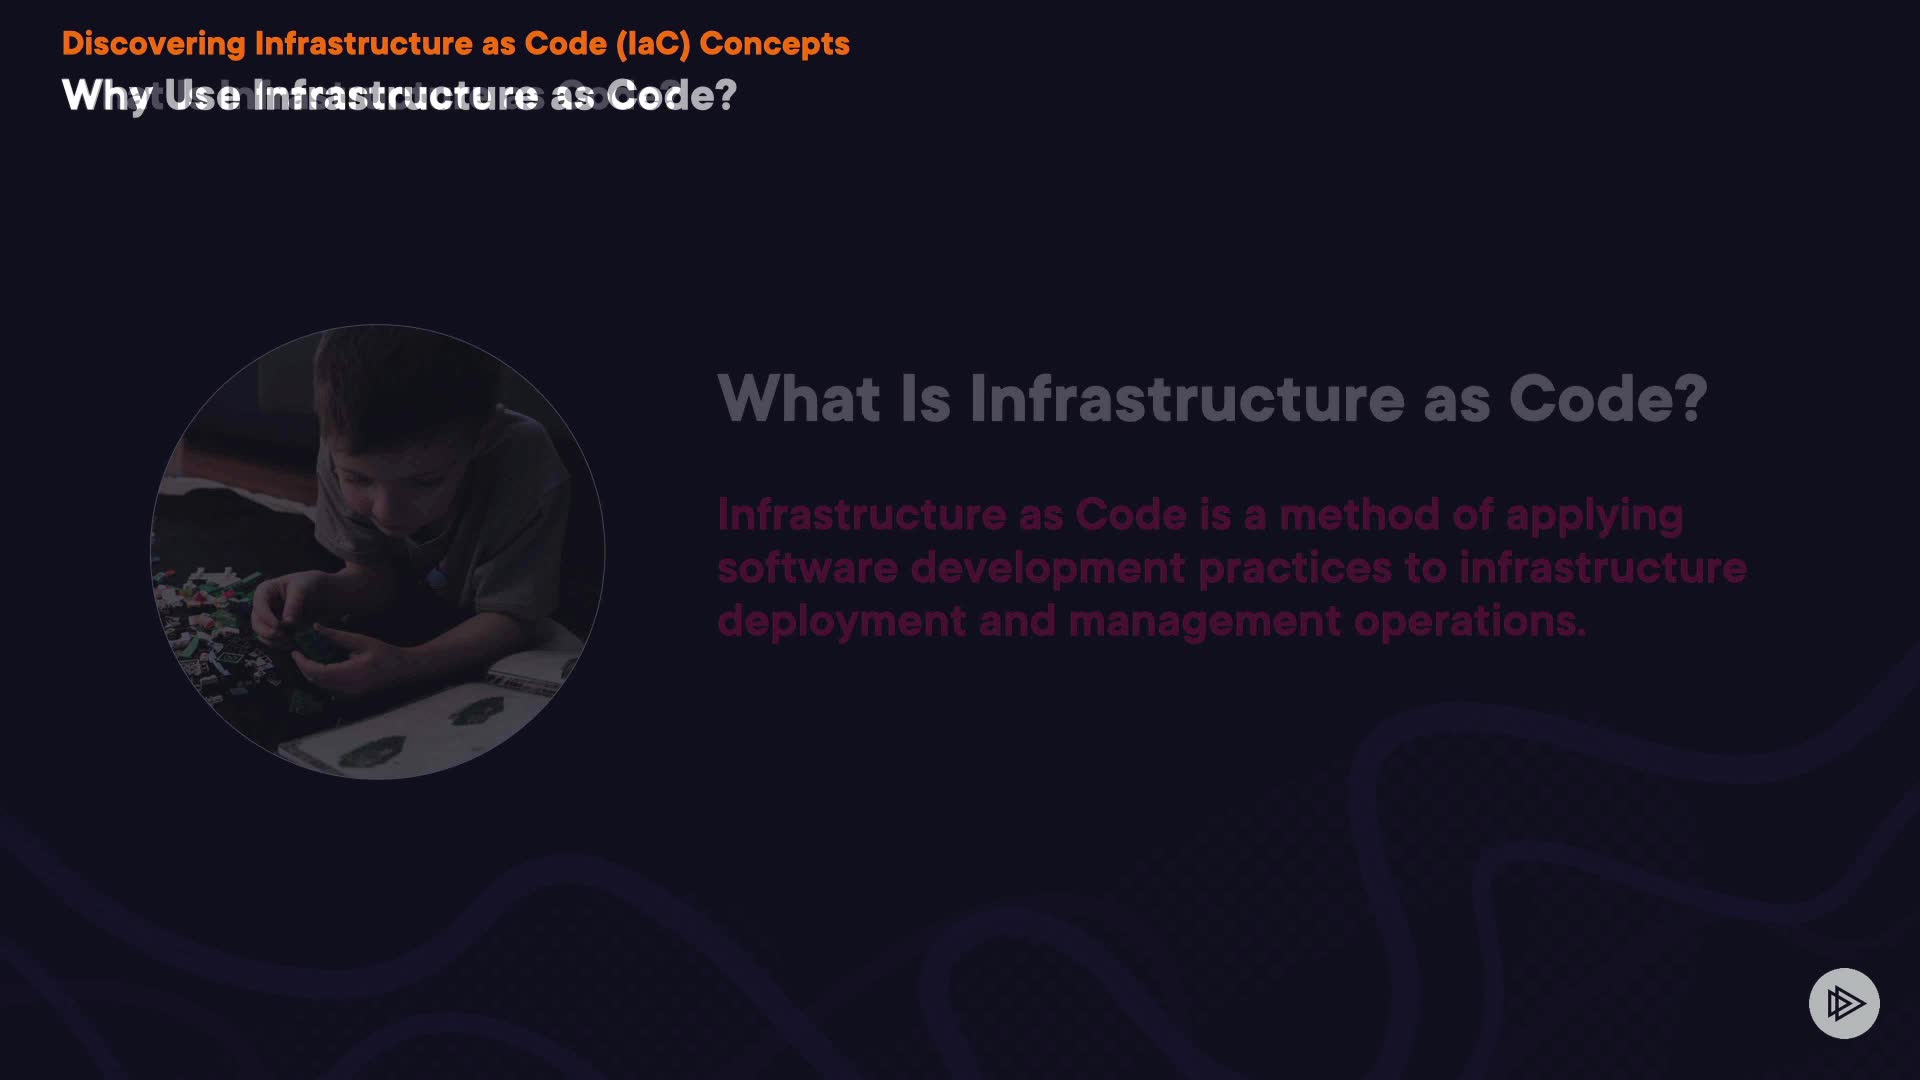 Discovering Infrastructure as Code (IaC) Concepts
Why Use Infrastructure as Code?
What Is Infrastructure as Code?
Infrastructure as Code is a method of applying
software development practices to infrastructure
deployment and management operations.